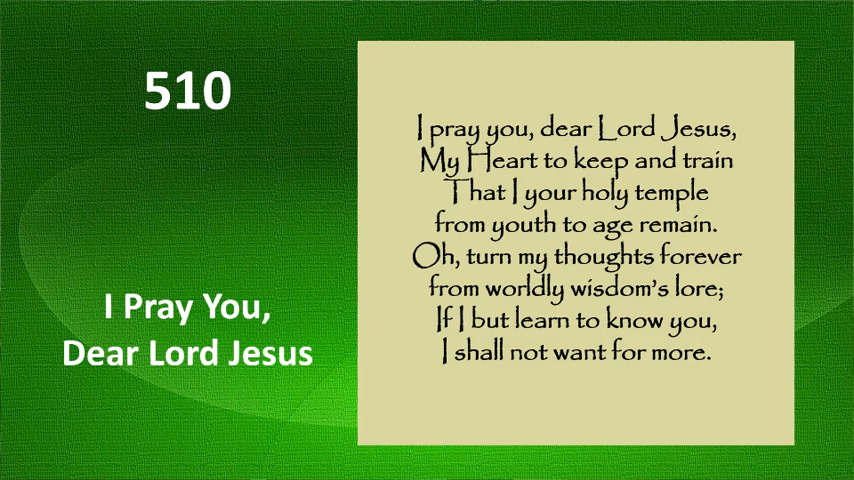 510
I Pray You,
Dear Lord Jesus
I pray you, dear Lord Jesus,
My Heart to keep and train
That I your holy temple
from youth to age remain.
Oh, turn my thoughts forever
from worldly wisdom's lore;
If I but learn to know you,
I shall not want for more.